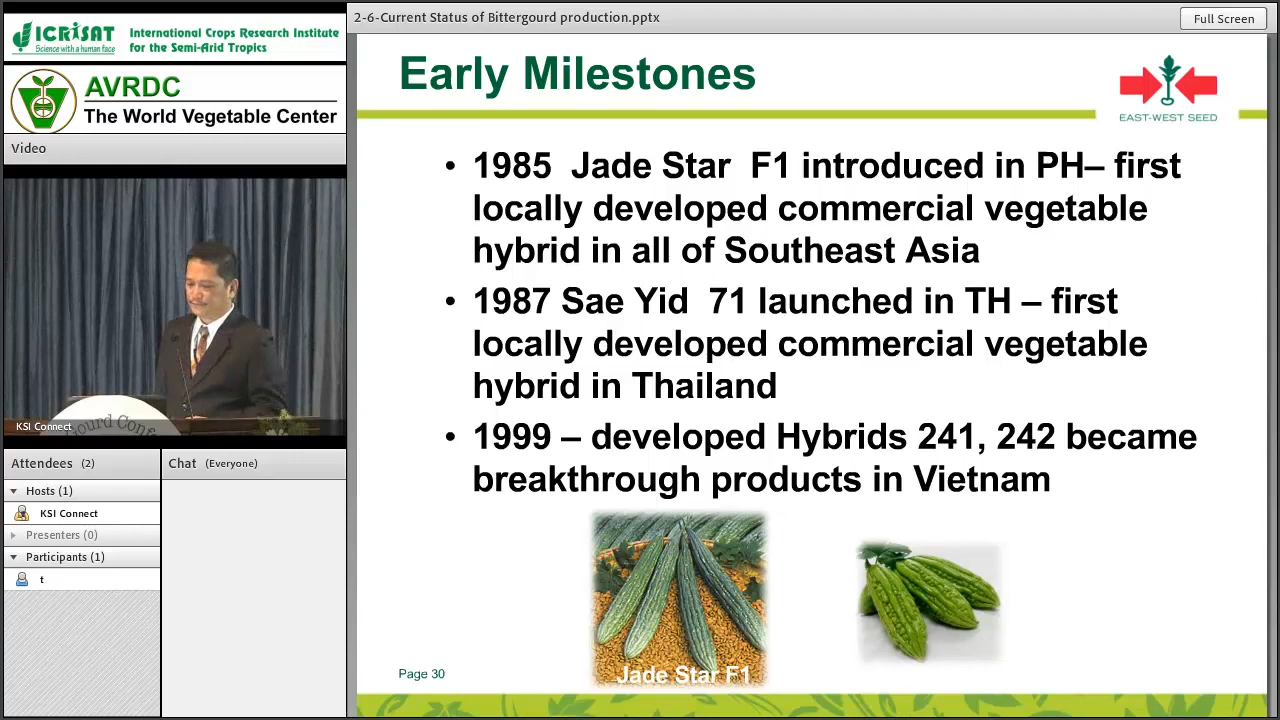 2-6-Current Status of Bittergourd production.pptx
Full Screen
ICRISAT
Science with a human face
International Crops Research Institute
for the Semi-Arid Tropics
AVRDC
The World Vegetable Center
Video
KSI Connect
Attendees (2)
Hosts (1)
KSI Connect
Presenters (0)
Participants (1)
t
Chat (Everyone)
Early Milestones
EAST-WEST SEED
• 1985 Jade Star F1 introduced in PH– first
locally developed commercial vegetable
hybrid in all of Southeast Asia
• 1987 Sae Yid 71 launched in TH – first
locally developed commercial vegetable
hybrid in Thailand
• 1999 – developed Hybrids 241, 242 became
breakthrough products in Vietnam
Jade Star F1
Page 30